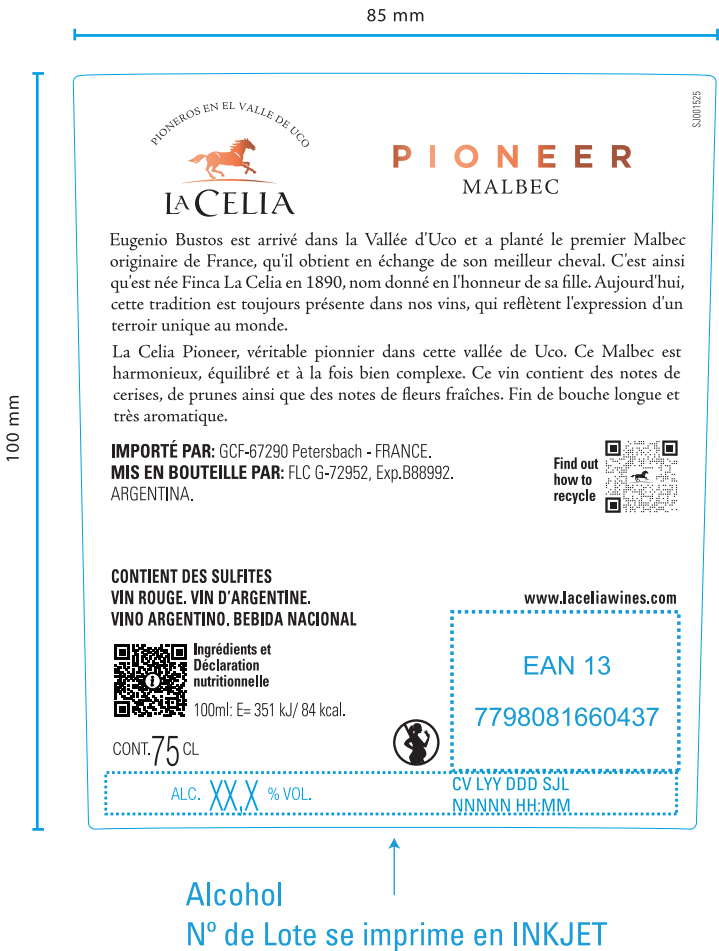 85 mm
100 mm
SJ001525
PIONEROS EN EL VALLE DE UCO
LA CELIA
PIONEER
MALBEC
Eugenio Bustos est arrivé dans la Vallée d'Uco et a planté le premier Malbec
originaire de France, qu'il obtient en échange de son meilleur cheval. C'est ainsi
qu'est née Finca La Celia en 1890, nom donné en l'honneur de sa fille. Aujourd'hui,
cette tradition est toujours présente dans nos vins, qui reflètent l'expression d'un
terroir unique au monde.
La Celia Pioneer, véritable pionnier dans cette vallée de Uco. Ce Malbec est
harmonieux, équilibré et à la fois bien complexe. Ce vin contient des notes de
cerises, de prunes ainsi que des notes de fleurs fraîches. Fin de bouche longue et
très aromatique.
IMPORTÉ PAR: GCF-67290 Petersbach - FRANCE.
MIS EN BOUTEILLE PAR: FLC G-72952, Exp.B88992.
ARGENTINA.
Find out
how to
recycle
CONTIENT DES SULFITES
VIN ROUGE. VIN D'ARGENTINE.
VINO ARGENTINO. BEBIDA NACIONAL
www.laceliawines.com
Ingrédients et
Déclaration
nutritionnelle
100ml: E= 351 kJ/ 84 kcal.
EAN 13
7798081660437
CONT. 75 CL
ALC. XX,X % VOL.
CV LYY DDD SJL
NNNNN HH:MM
Alcohol
Nº de Lote se imprime en INKJET